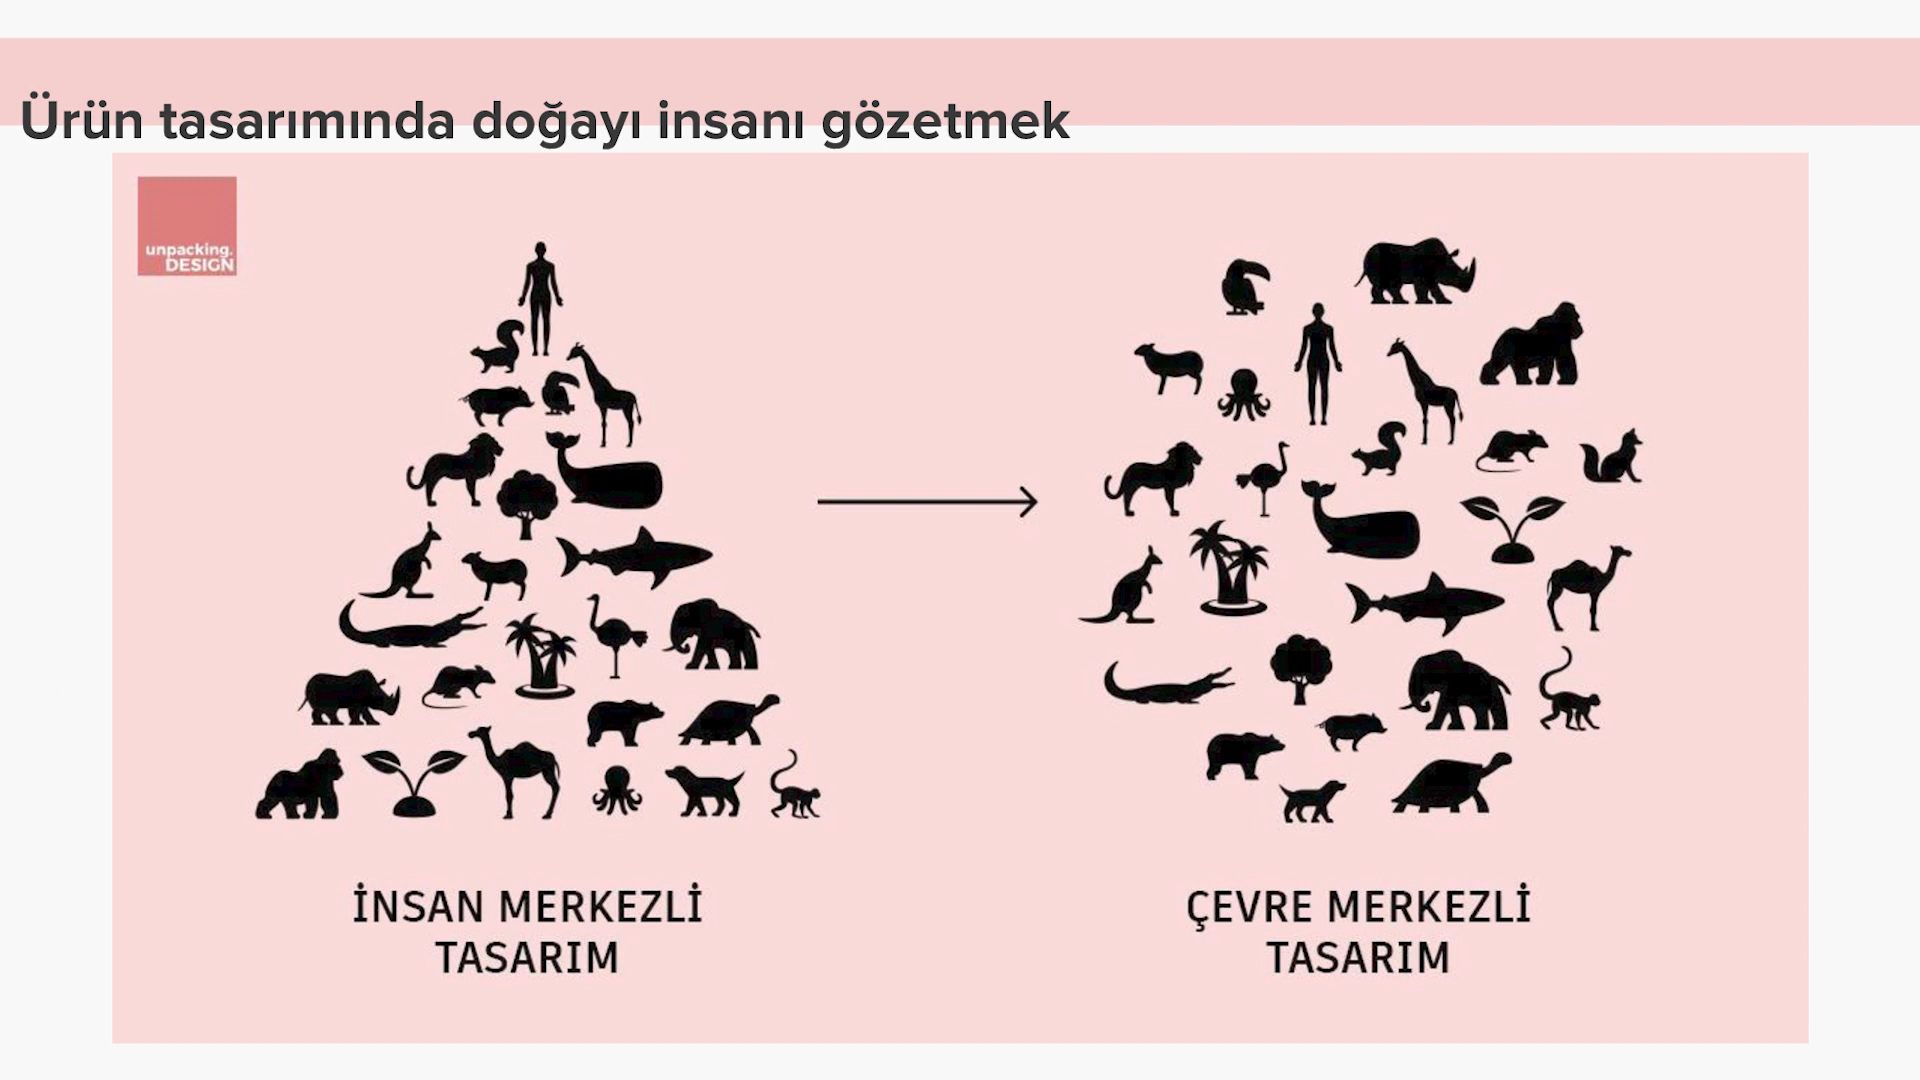 Ürün tasarımında doğayı insanı gözetmek
unpacking.
DESIGN
İNSAN MERKEZLİ
TASARIM
ÇEVRE MERKEZLİ
TASARIM